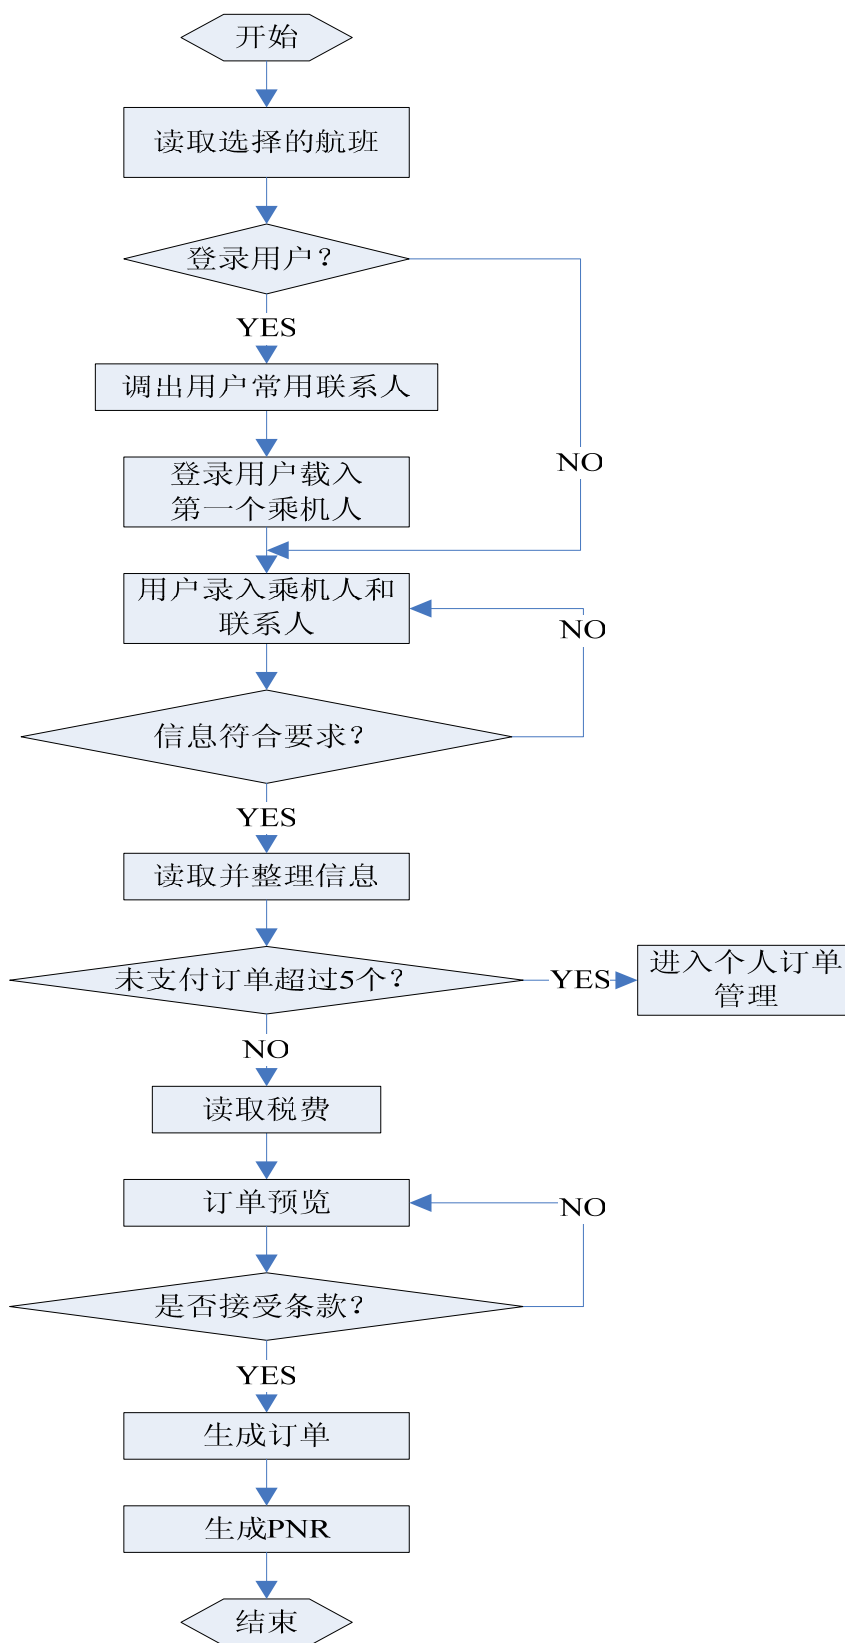 开始
读取选择的航班
登录用户？
YES
调出用户常用联系人
NO
登录用户载入
第一个乘机人
用户录入乘机人和
联系人
NO
信息符合要求？
YES
读取并整理信息
未支付订单超过5个？
YES
进入个人订单
管理
NO
读取税费
订单预览
NO
是否接受条款？
YES
生成订单
生成PNR
结束